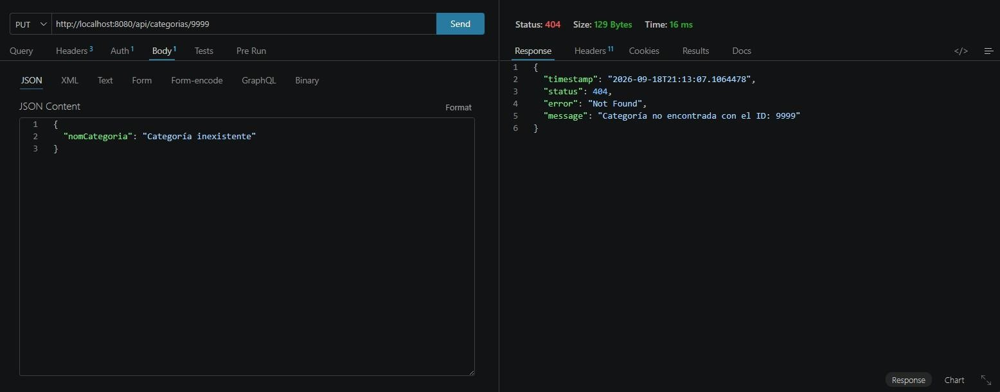 PUT http://localhost:8080/api/categorias/9999 Send
Query Headers 3 Auth 1 Body 1 Tests Pre Run
JSON XML Text Form Form-encode GraphQL Binary
JSON Content Format
1 {
2 "nomCategoria": "Categoría inexistente"
3 }
Status: 404 Size: 129 Bytes Time: 16 ms
Response Headers 11 Cookies Results Docs </>
1 {
2 "timestamp": "2026-09-18T21:13:07.1064478",
3 "status": 404,
4 "error": "Not Found",
5 "message": "Categoría no encontrada con el ID: 9999"
6 }
Response Chart